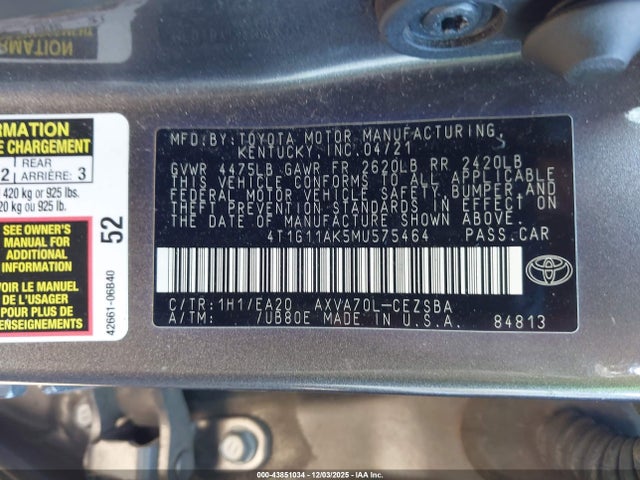 RMATION
E CHARGEMENT
2 | REAR ARRIÈRE: 3
420 kg or 925 lbs.
20 kg ou 925 lb.
SEE OWNER'S
MANUAL FOR
ADDITIONAL
INFORMATION
VOIR LE MANUEL
DE L'USAGER
POUR PLUS DE
RENSEIGNEMENTS
52
42661-06B40
MFD.BY:TOYOTA MOTOR MANUFACTURING,
KENTUCKY, INC.04/21
GVWR 4475LB GAWR FR 2620LB RR 2420LB
THIS VEHICLE CONFORMS TO ALL APPLICABLE
FEDERAL MOTOR VEHICLE SAFETY,BUMPER,AND
THEFT PREVENTION STANDARDS IN EFFECT ON
THE DATE OF MANUFACTURE SHOWN ABOVE.
4T1G11AK5MU575464 PASS.CAR
C/TR:1H1/EA20 AXVA70L-CEZSBA
A/TM: /UB80E MADE IN U.S.A. 84813
TOYOTA
000-43851034 - 12/03/2025 - IAA, Inc.